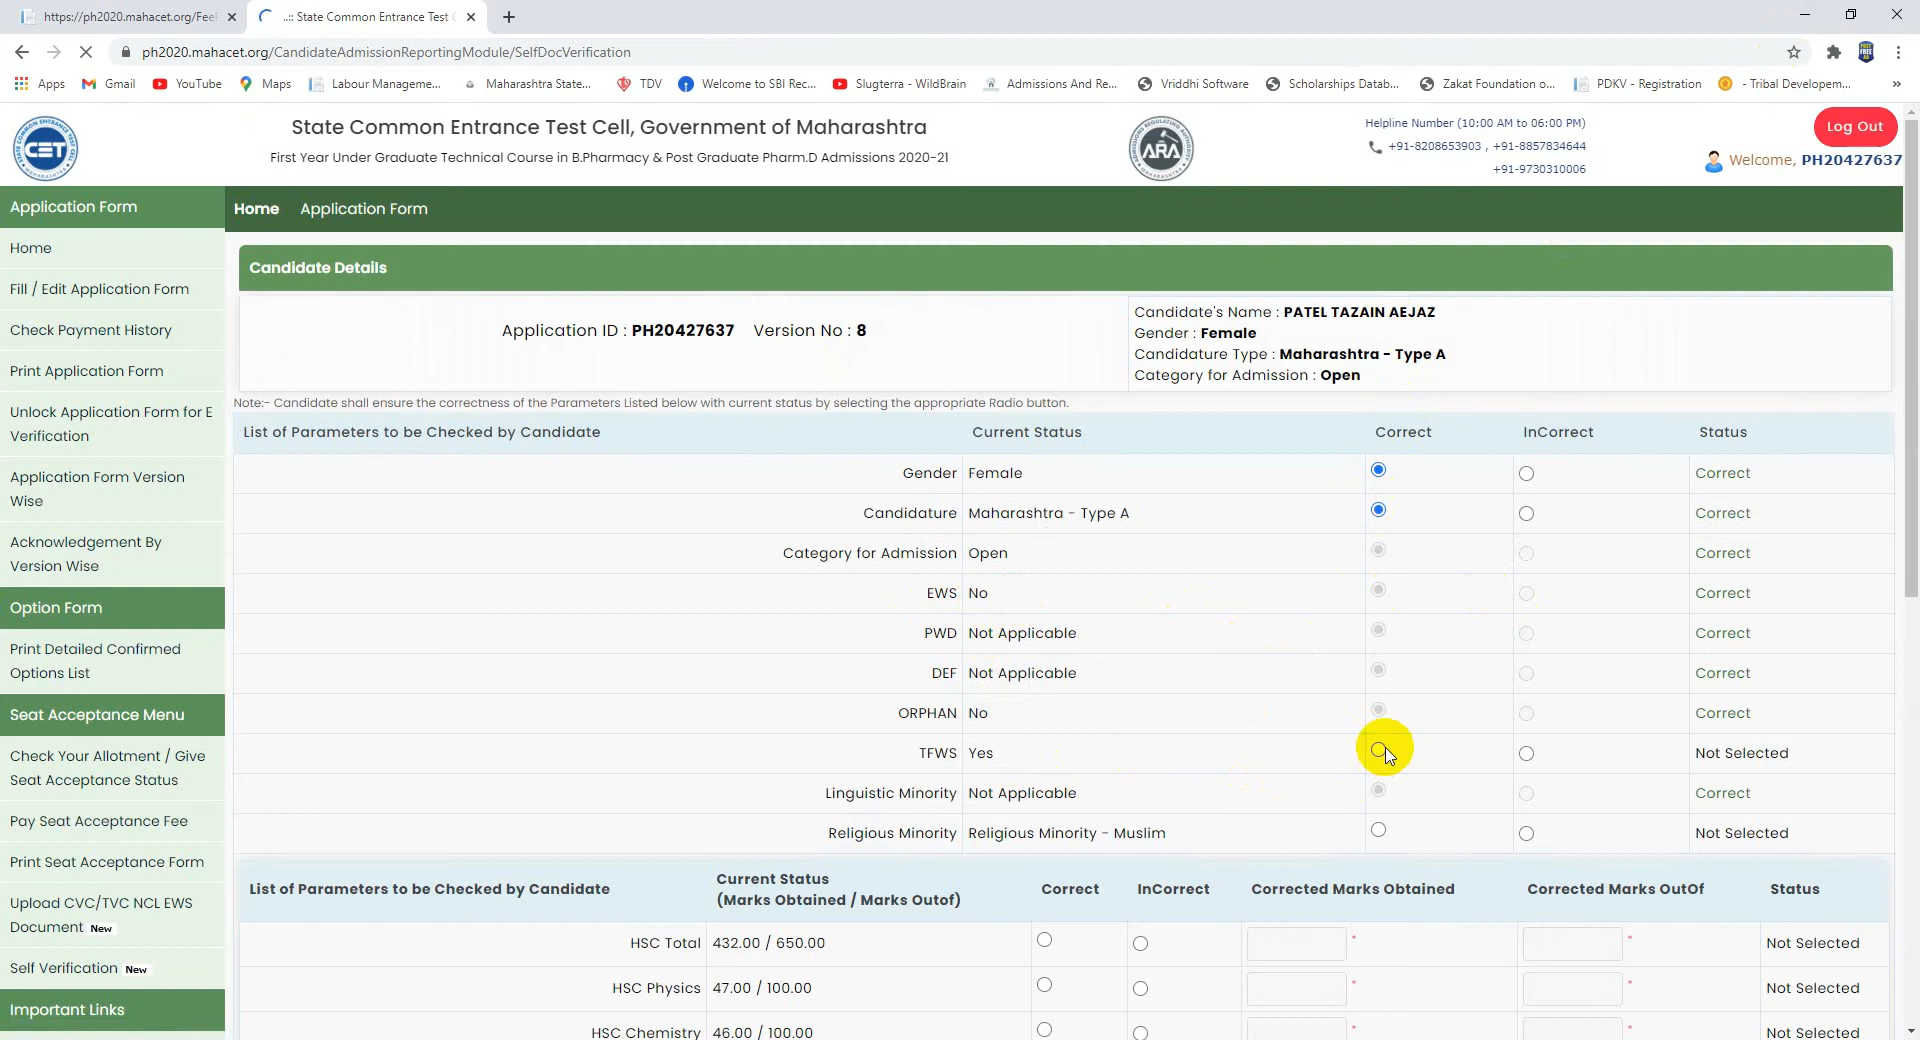 https://ph2020.mahacet.org/Feel
..:: State Common Entrance Test C
ph2020.mahacet.org/CandidateAdmissionReportingModule/SelfDocVerification
Apps
Gmail
YouTube
Maps
Labour Manageme...
Maharashtra State...
TDV
Welcome to SBI Rec...
Slugterra - WildBrain
Admissions And Re...
Viriddhi Software
Scholarships Datab...
Zakat Foundation o...
PDKV - Registration
- Tribal Developem...
»
CET
State Common Entrance Test Cell, Government of Maharashtra
First Year Under Graduate Technical Course in B.Pharmacy & Post Graduate Pharm.D Admissions 2020-21
ARA
Helpline Number (10:00 AM to 06:00 PM)
+91-8208653903 , +91-8857834644
+91-9730310006
Log Out
Welcome, PH20427637
Application Form
Home
Fill / Edit Application Form
Check Payment History
Print Application Form
Unlock Application Form for E
Verification
Application Form Version
Wise
Acknowledgement By
Version Wise
Option Form
Print Detailed Confirmed
Options List
Seat Acceptance Menu
Check Your Allotment / Give
Seat Acceptance Status
Pay Seat Acceptance Fee
Print Seat Acceptance Form
Upload CVC/TVC NCL EWS
Document New
Self Verification New
Important Links
Home Application Form
Candidate Details
Application ID : PH20427637 Version No : 8
Candidate's Name : PATEL TAZAIN AEJAZ
Gender : Female
Candidature Type : Maharashtra - Type A
Category for Admission : Open
Note:- Candidate shall ensure the correctness of the Parameters Listed below with current status by selecting the appropriate Radio button.
List of Parameters to be Checked by Candidate Current Status Correct InCorrect Status
Gender Female Correct
Candidature Maharashtra - Type A Correct
Category for Admission Open Correct
EWS No Correct
PWD Not Applicable Correct
DEF Not Applicable Correct
ORPHAN No Correct
TFWS Yes Not Selected
Linguistic Minority Not Applicable Correct
Religious Minority Religious Minority - Muslim Not Selected
List of Parameters to be Checked by Candidate Current Status
(Marks Obtained / Marks Outof) Correct InCorrect Corrected Marks Obtained Corrected Marks OutOf Status
HSC Total 432.00 / 650.00 * * Not Selected
HSC Physics 47.00 / 100.00 * * Not Selected
HSC Chemistry 46.00 / 100.00 * * Not Selected